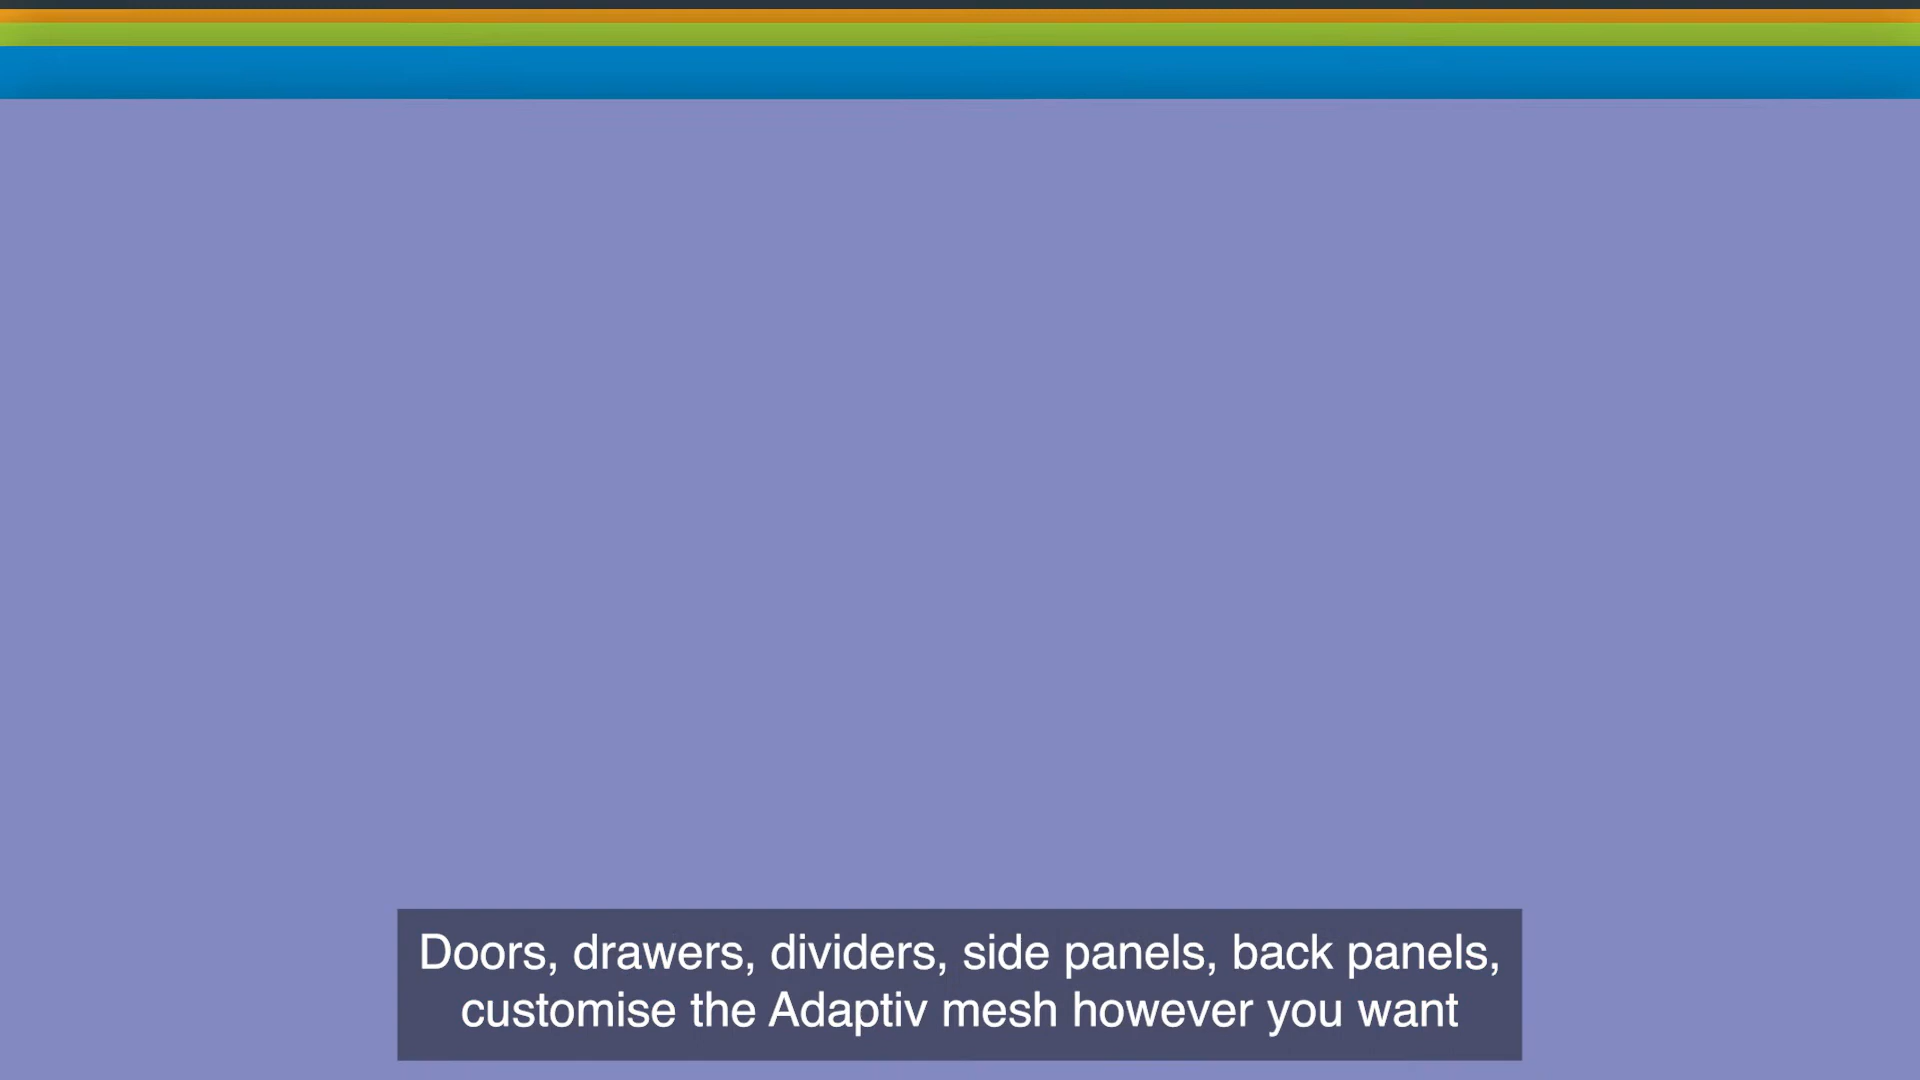 Doors, drawers, dividers, side panels, back panels,
customise the Adaptiv mesh however you want